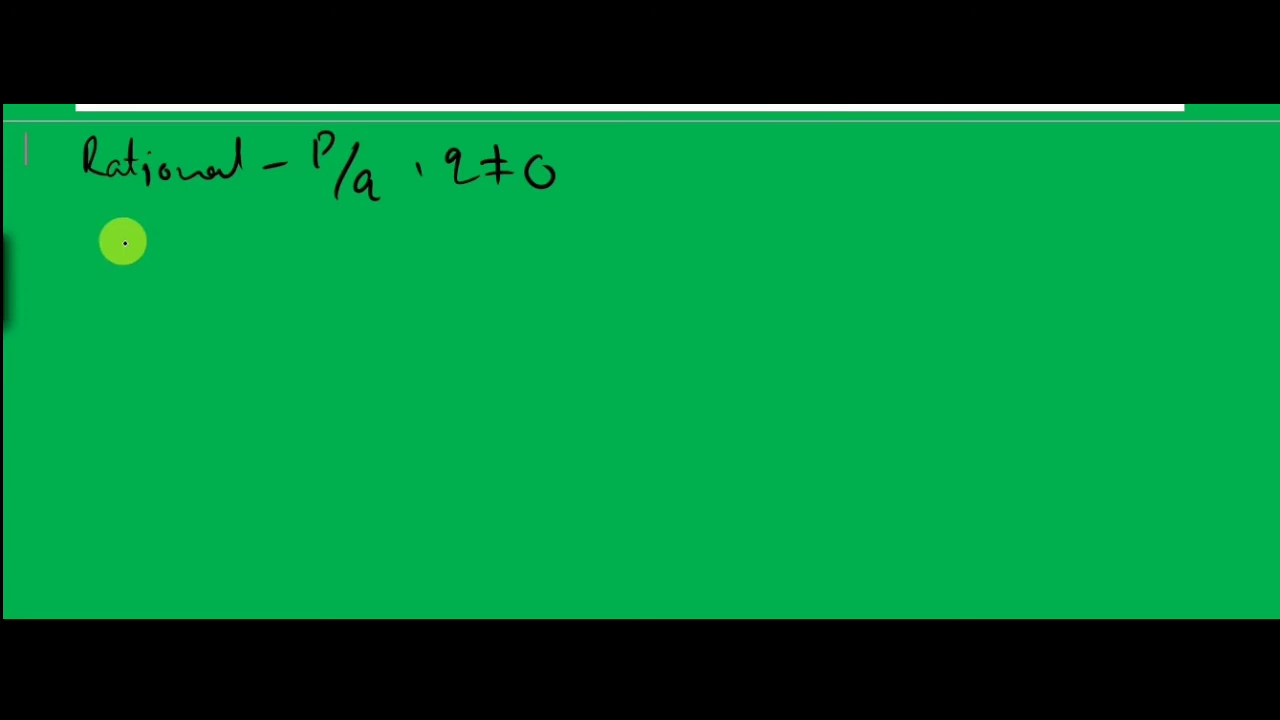 Rational - P/q , q ≠ 0